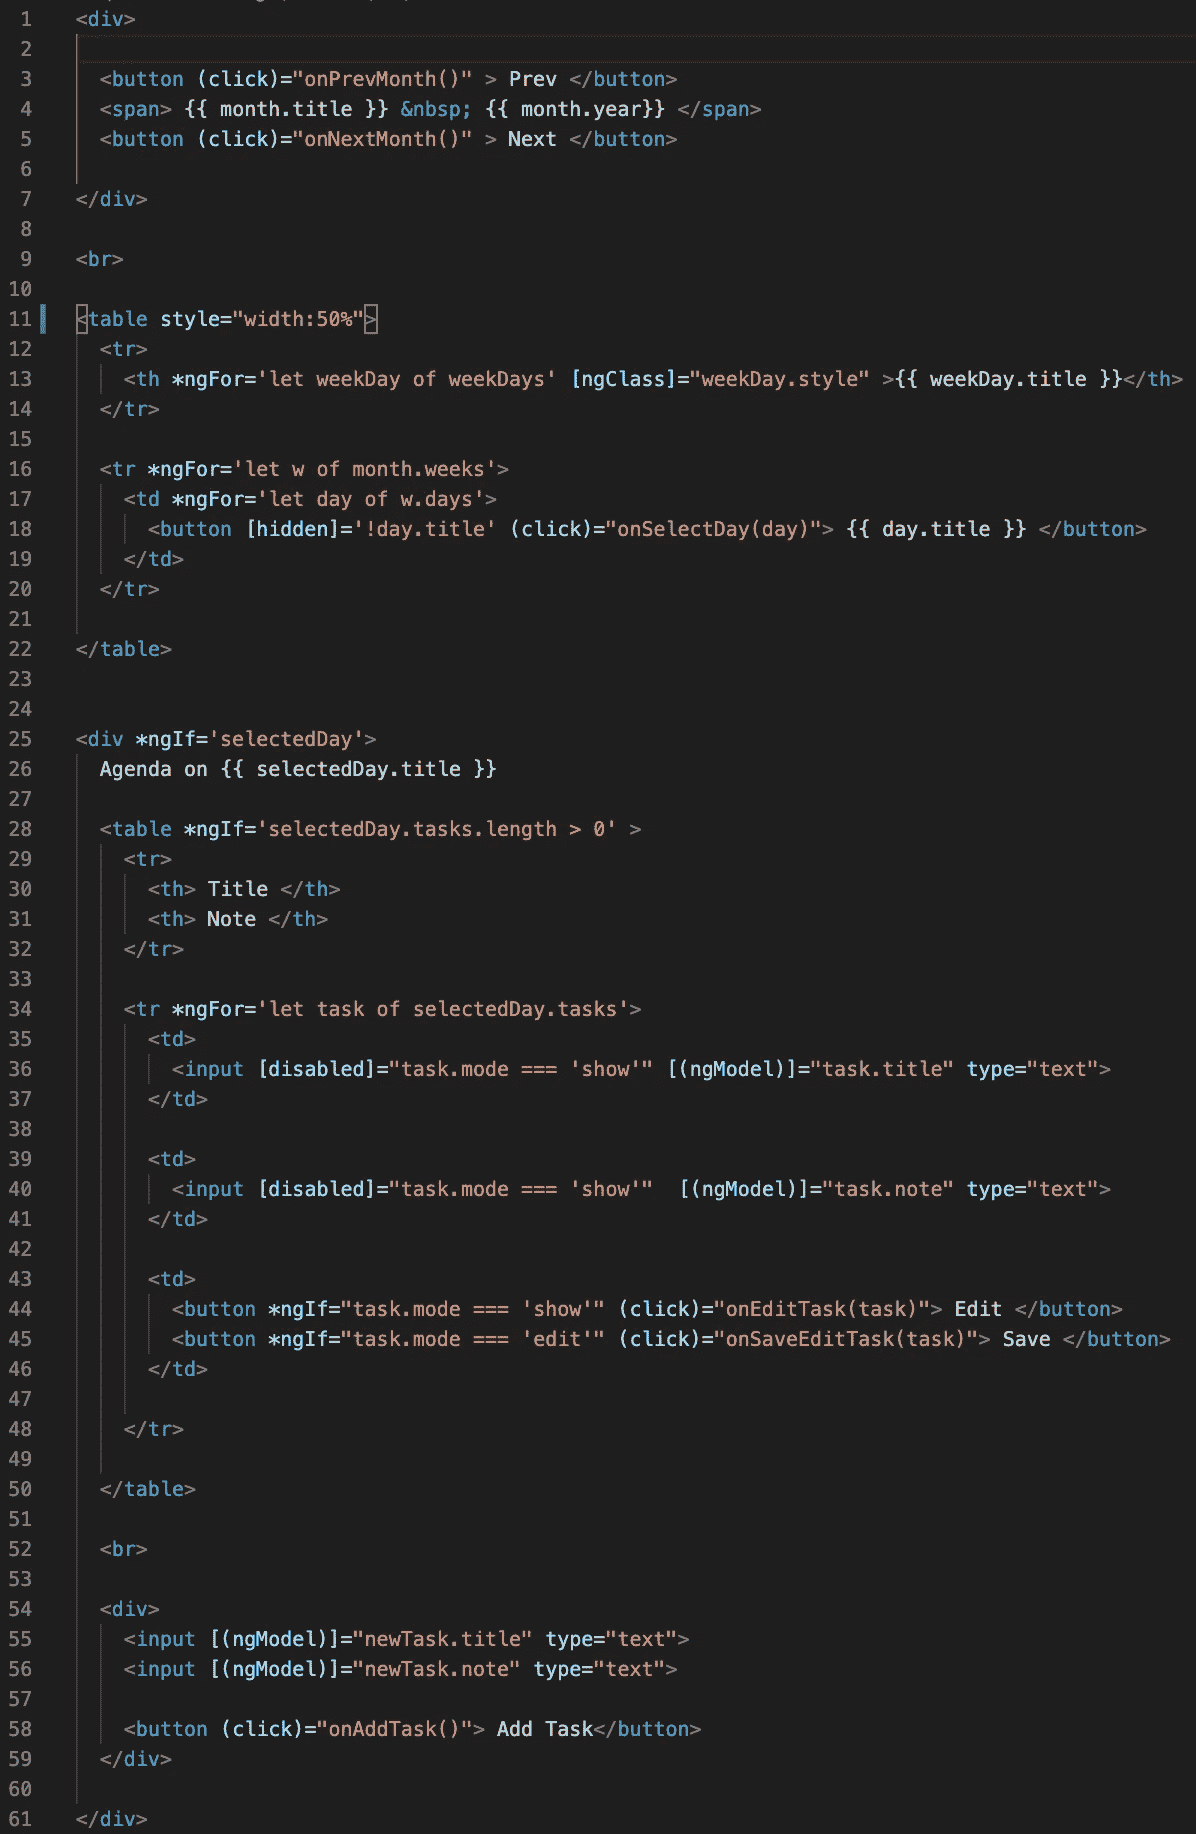 1 <div>
2
3 <button (click)="onPrevMonth()" > Prev </button>
4 <span> {{ month.title }} &nbsp; {{ month.year}} </span>
5 <button (click)="onNextMonth()" > Next </button>
6
7 </div>
8
9 <br>
10
11 <table style="width:50%">
12 <tr>
13 <th *ngFor='let weekDay of weekDays' [ngClass]="weekDay.style" >{{ weekDay.title }}</th>
14 </tr>
15
16 <tr *ngFor='let w of month.weeks'>
17 <td *ngFor='let day of w.days'>
18 <button [hidden]='!day.title' (click)="onSelectDay(day)"> {{ day.title }} </button>
19 </td>
20 </tr>
21
22 </table>
23
24
25 <div *ngIf='selectedDay'>
26 Agenda on {{ selectedDay.title }}
27
28 <table *ngIf='selectedDay.tasks.length > 0' >
29 <tr>
30 <th> Title </th>
31 <th> Note </th>
32 </tr>
33
34 <tr *ngFor='let task of selectedDay.tasks'>
35 <td>
36 <input [disabled]="task.mode === 'show'" [(ngModel)]="task.title" type="text">
37 </td>
38
39 <td>
40 <input [disabled]="task.mode === 'show'"  [(ngModel)]="task.note" type="text">
41 </td>
42
43 <td>
44 <button *ngIf="task.mode === 'show'" (click)="onEditTask(task)"> Edit </button>
45 <button *ngIf="task.mode === 'edit'" (click)="onSaveEditTask(task)"> Save </button>
46 </td>
47
48 </tr>
49
50 </table>
51
52 <br>
53
54 <div>
55 <input [(ngModel)]="newTask.title" type="text">
56 <input [(ngModel)]="newTask.note" type="text">
57
58 <button (click)="onAddTask()"> Add Task</button>
59 </div>
60
61 </div>